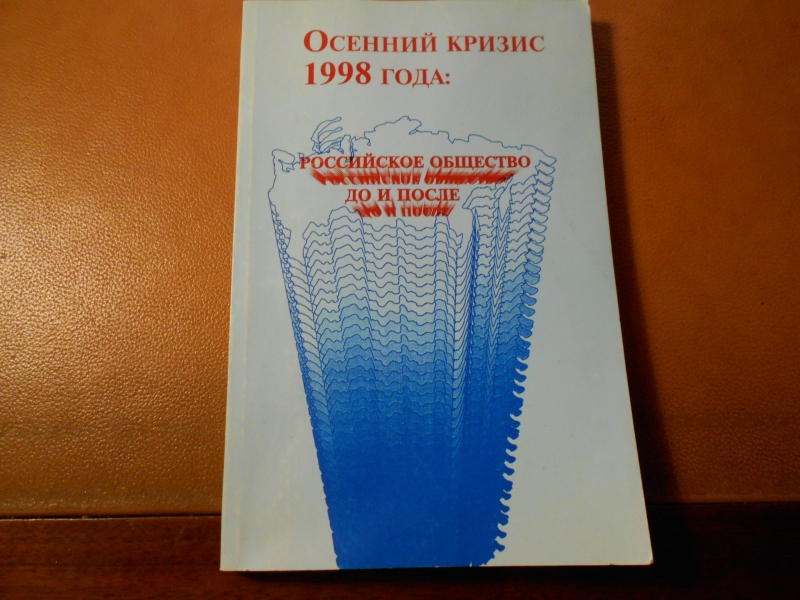 Осенний кризис
1998 года:
российское общество
до и после